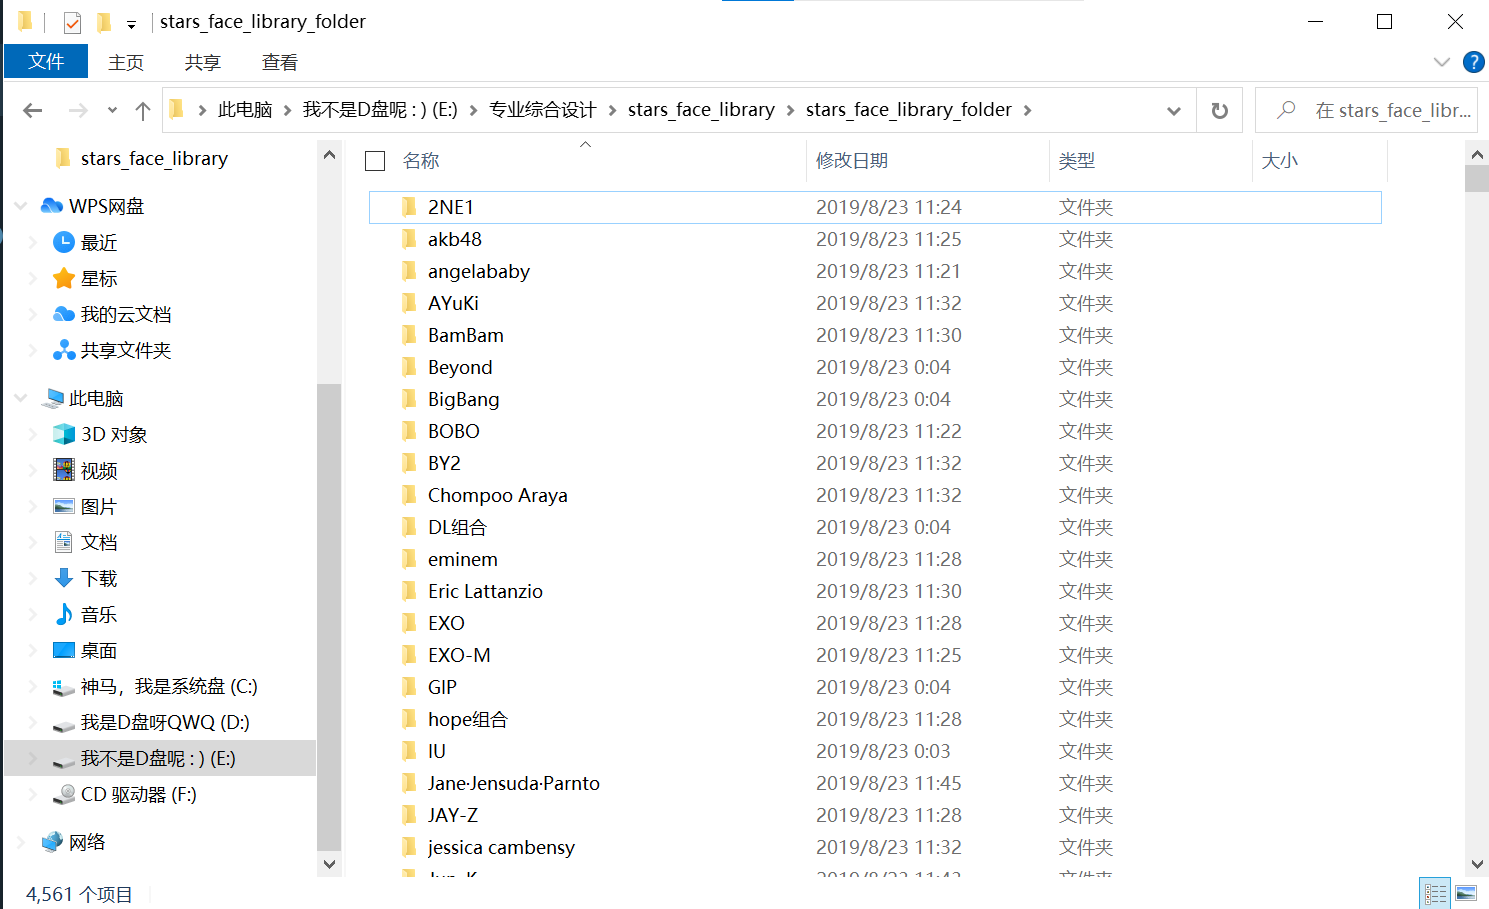 stars_face_library_folder
文件 主页 共享 查看
此电脑 我不是D盘呢 : ) (E:) 专业综合设计 stars_face_library stars_face_library_folder
在 stars_face_libr...
stars_face_library
WPS网盘
最近
星标
我的云文档
共享文件夹
此电脑
3D 对象
视频
图片
文档
下载
音乐
桌面
神马，我是系统盘 (C:)
我是D盘呀QWQ (D:)
我不是D盘呢 : ) (E:)
CD 驱动器 (F:)
网络
名称 修改日期 类型 大小
2NE1 2019/8/23 11:24 文件夹
akb48 2019/8/23 11:25 文件夹
angelababy 2019/8/23 11:21 文件夹
AYuKi 2019/8/23 11:32 文件夹
BamBam 2019/8/23 11:30 文件夹
Beyond 2019/8/23 0:04 文件夹
BigBang 2019/8/23 0:04 文件夹
BOBO 2019/8/23 11:22 文件夹
BY2 2019/8/23 11:32 文件夹
Chompoo Araya 2019/8/23 11:32 文件夹
DL组合 2019/8/23 0:04 文件夹
eminem 2019/8/23 11:28 文件夹
Eric Lattanzio 2019/8/23 11:30 文件夹
EXO 2019/8/23 11:28 文件夹
EXO-M 2019/8/23 11:25 文件夹
GIP 2019/8/23 0:04 文件夹
hope组合 2019/8/23 11:28 文件夹
IU 2019/8/23 0:03 文件夹
Jane·Jensuda·Parnto 2019/8/23 11:45 文件夹
JAY-Z 2019/8/23 11:28 文件夹
jessica cambensy 2019/8/23 11:32 文件夹
4,561 个项目